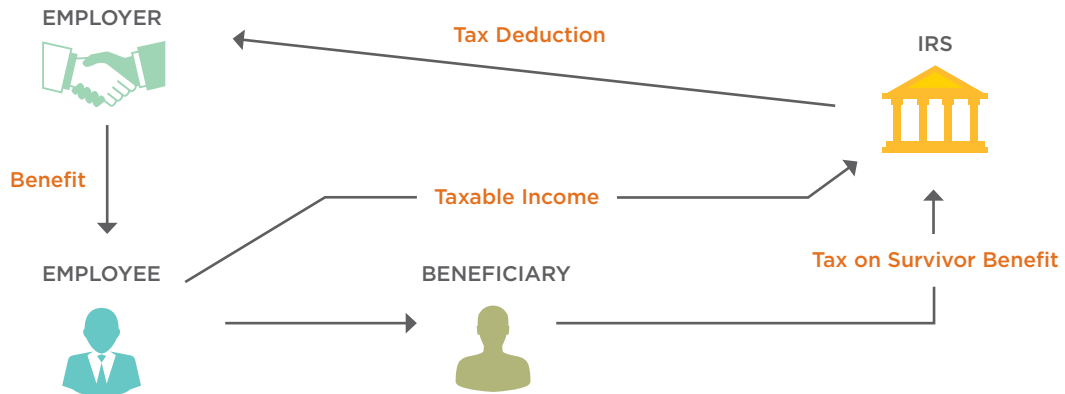 EMPLOYER
Tax Deduction
IRS
Benefit
Taxable Income
EMPLOYEE
BENEFICIARY
Tax on Survivor Benefit